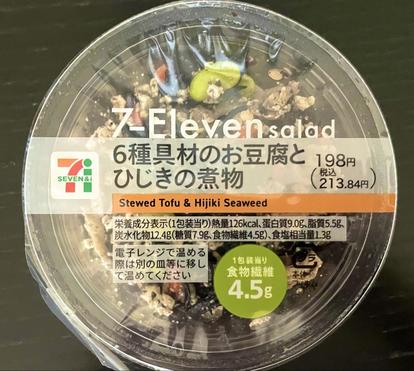 7-Eleven salad
6種具材のお豆腐と
ひじきの煮物
198円
(税込
213.84円)
7
SEVEN&i
Stewed Tofu & Hijiki Seaweed
栄養成分表示(1包装当り)熱量126kcal、蛋白質9.0g、脂質5.5g、
炭水化物12.4g(糖質7.9g、食物繊維4.5g)、食塩相当量1.3g
電子レンジで温める
際は別の皿等に移し
て温めてください
1包装当り
食物繊維
4.5g
プラ
本体